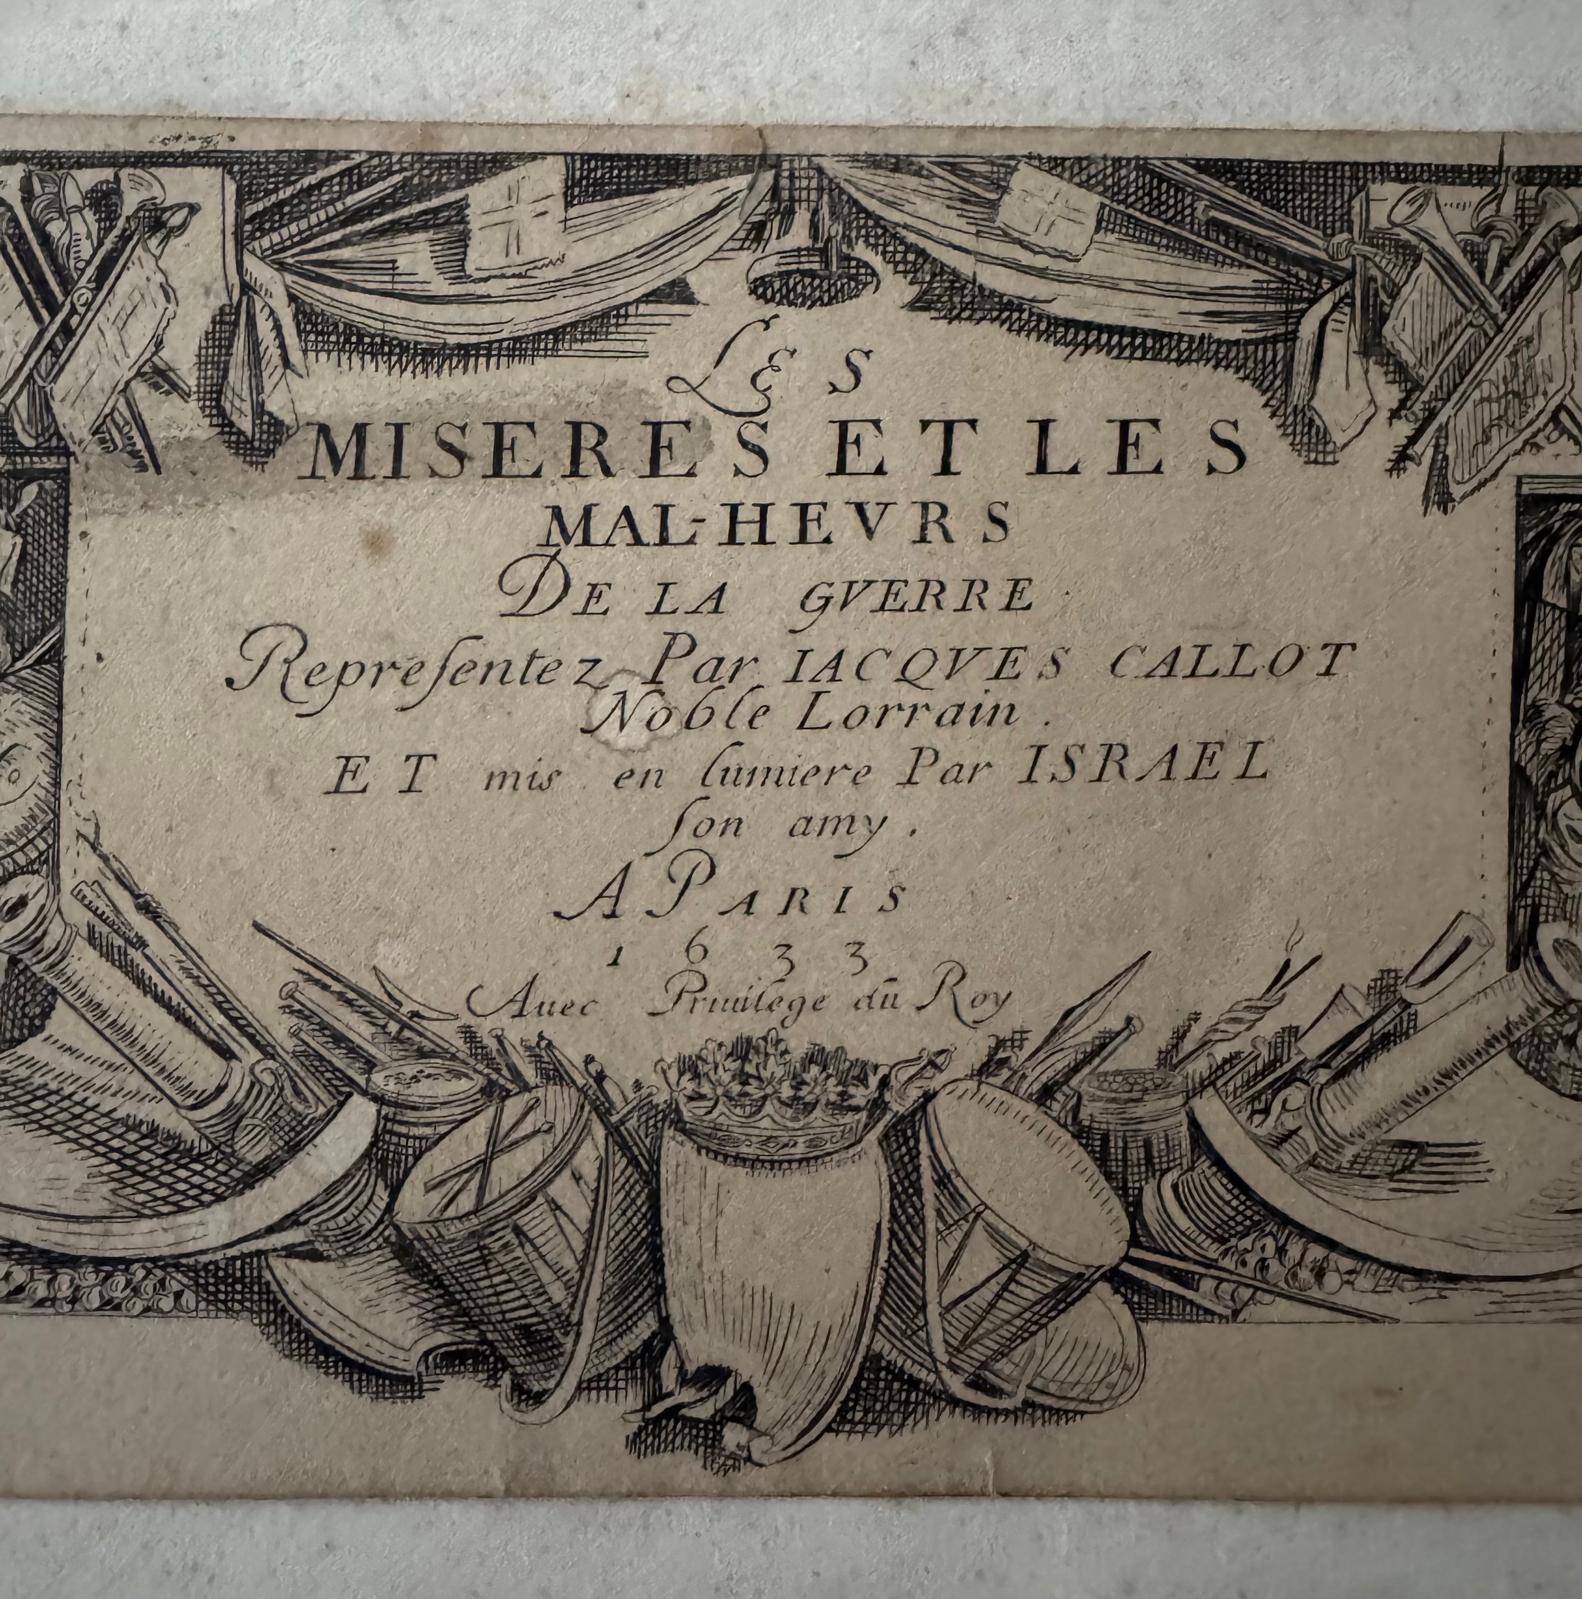 LES
MISERES ET LES
MAL-HEVRS
DE LA GVERRE
Repreſentez Par IACQVES CALLOT
Noble Lorrain .
ET mis en lumiere Par ISRAEL
ſon amy .
A PARIS
1633
Auec Priuilege du Roy